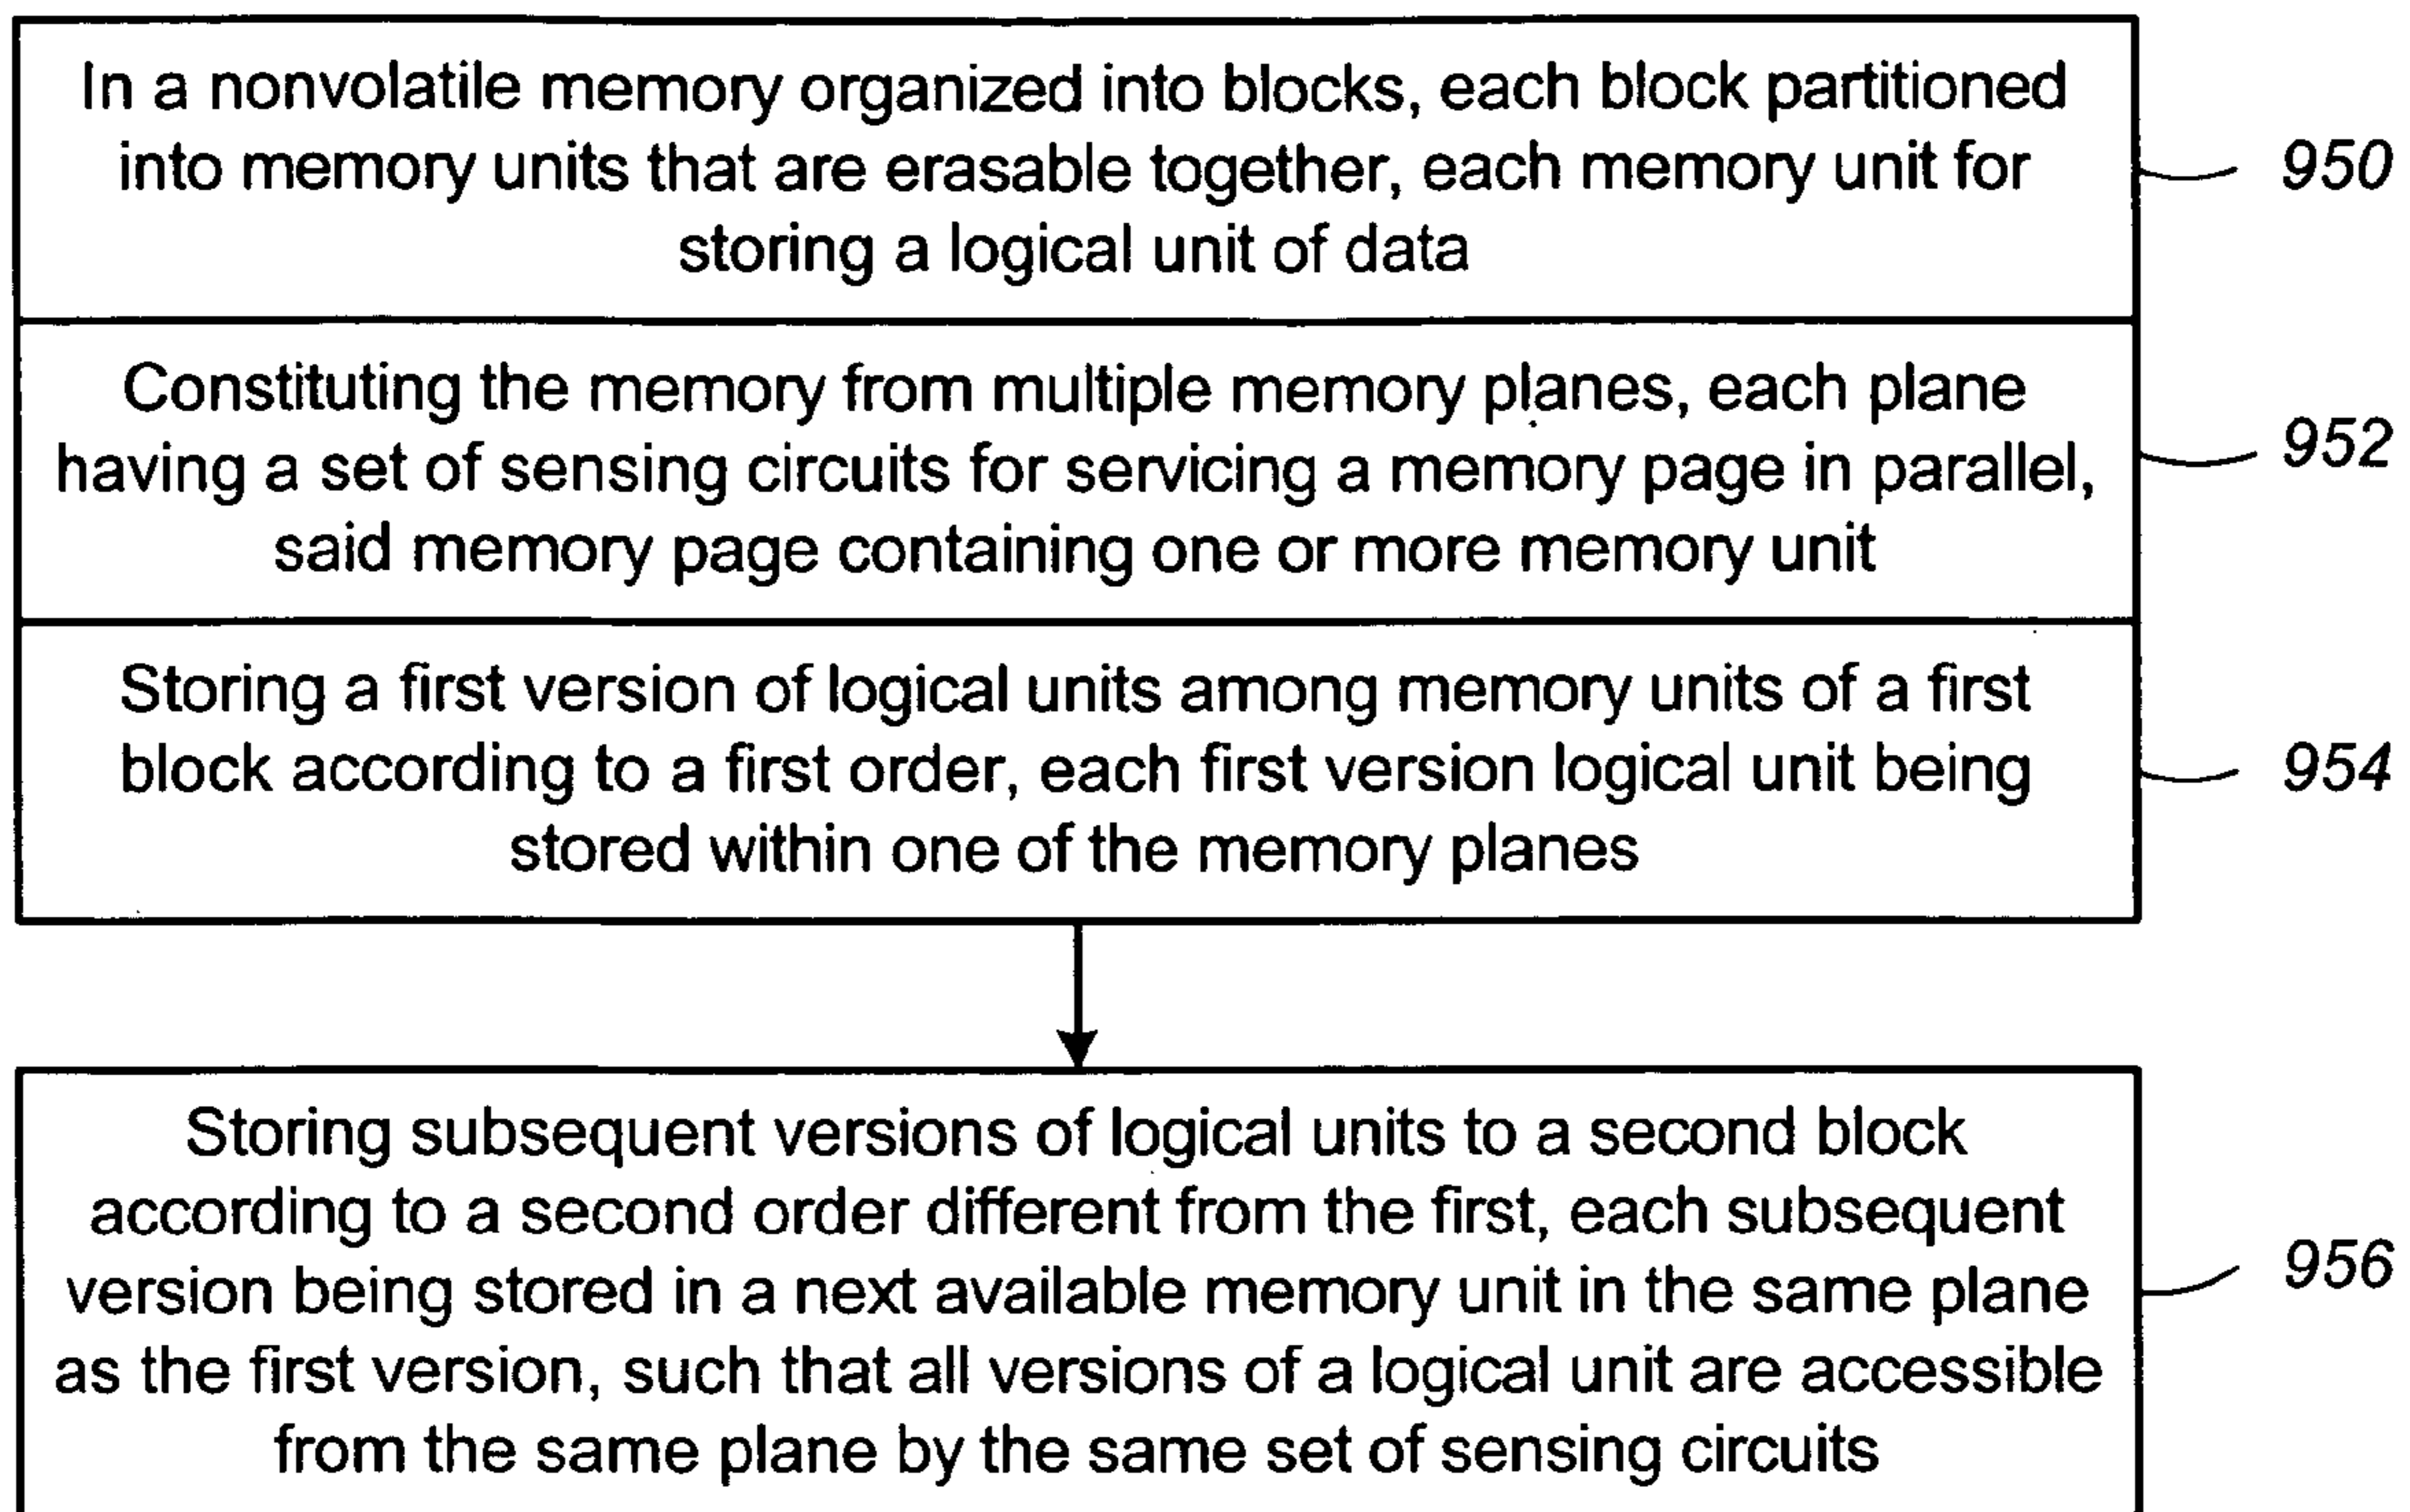 In a nonvolatile memory organized into blocks, each block partitioned
into memory units that are erasable together, each memory unit for
storing a logical unit of data
950
Constituting the memory from multiple memory planes, each plane
having a set of sensing circuits for servicing a memory page in parallel,
said memory page containing one or more memory unit
952
Storing a first version of logical units among memory units of a first
block according to a first order, each first version logical unit being
stored within one of the memory planes
954
Storing subsequent versions of logical units to a second block
according to a second order different from the first, each subsequent
version being stored in a next available memory unit in the same plane
as the first version, such that all versions of a logical unit are accessible
from the same plane by the same set of sensing circuits
956